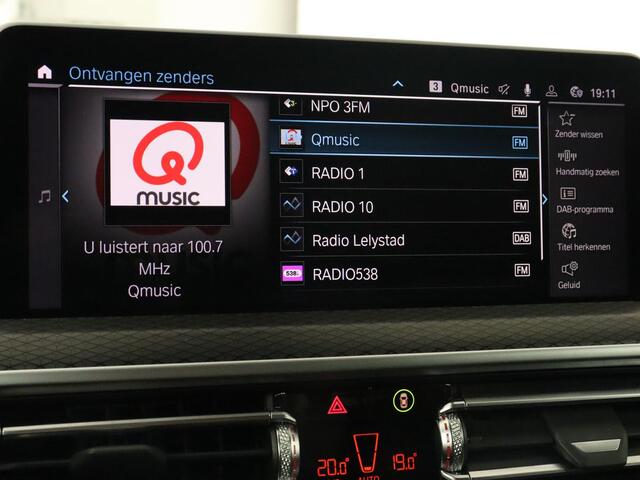 Ontvangen zenders
3 Qmusic 19:11
NPO 3FM FM
Qmusic FM
RADIO 1 FM
RADIO 10 FM
Radio Lelystad DAB
538 RADIO538 FM
MUSIC
U luistert naar 100.7
MHz
Qmusic
Zender wissen
Handmatig zoeken
DAB-programma
Titel herkennen
Geluid
20.0° 19.0°
AUTO